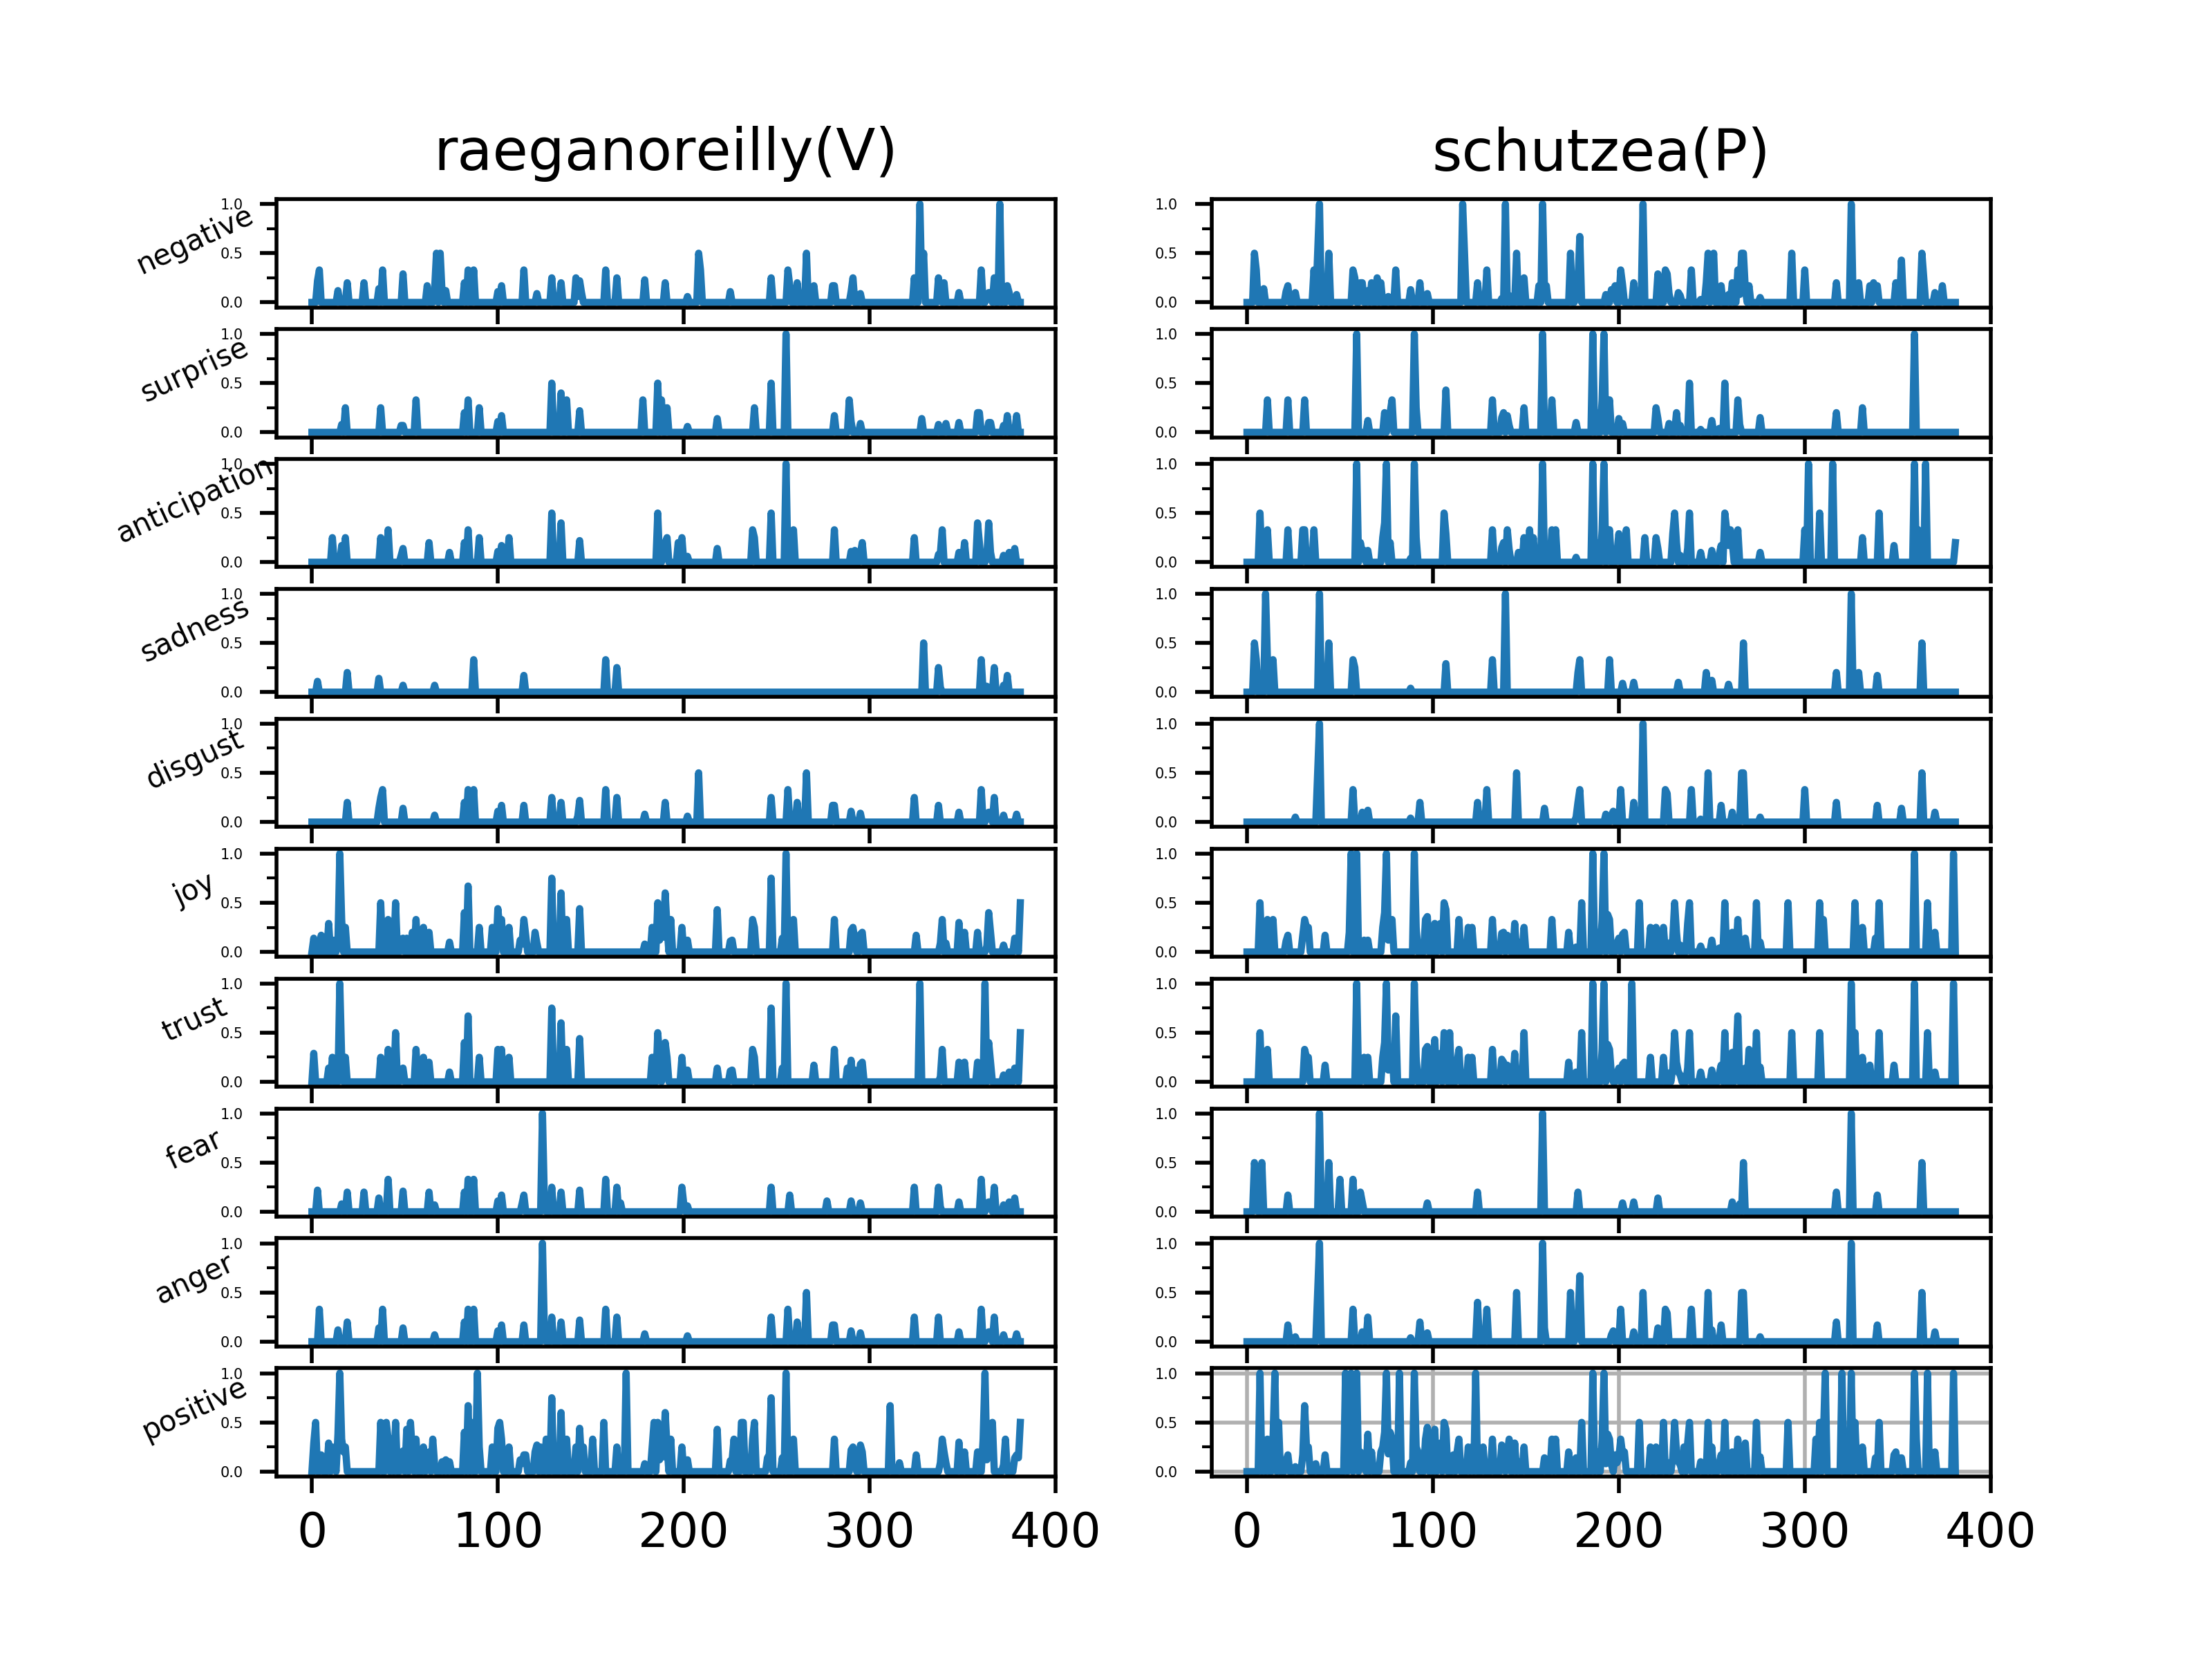 raeganoreilly(V) schutzea(P)
negative 1.0 0.5 0.0 1.0 0.5 0.0
surprise 1.0 0.5 0.0 1.0 0.5 0.0
anticipation 1.0 0.5 0.0 1.0 0.5 0.0
sadness 1.0 0.5 0.0 1.0 0.5 0.0
disgust 1.0 0.5 0.0 1.0 0.5 0.0
joy 1.0 0.5 0.0 1.0 0.5 0.0
trust 1.0 0.5 0.0 1.0 0.5 0.0
fear 1.0 0.5 0.0 1.0 0.5 0.0
anger 1.0 0.5 0.0 1.0 0.5 0.0
positive 1.0 0.5 0.0 1.0 0.5 0.0
0 100 200 300 400 0 100 200 300 400